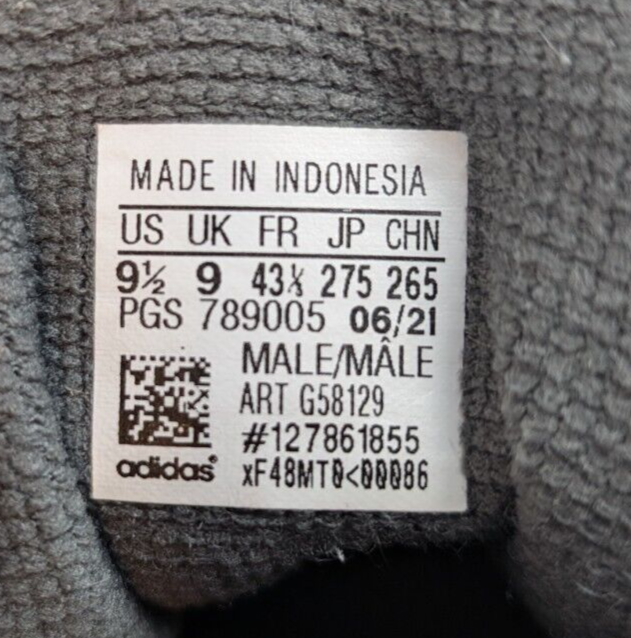 MADE IN INDONESIA
US UK FR JP CHN
9½ 9 43⅓ 275 265
PGS 789005 06/21
MALE/MÂLE
ART G58129
#127861855
adidas® xF48MT0<00086